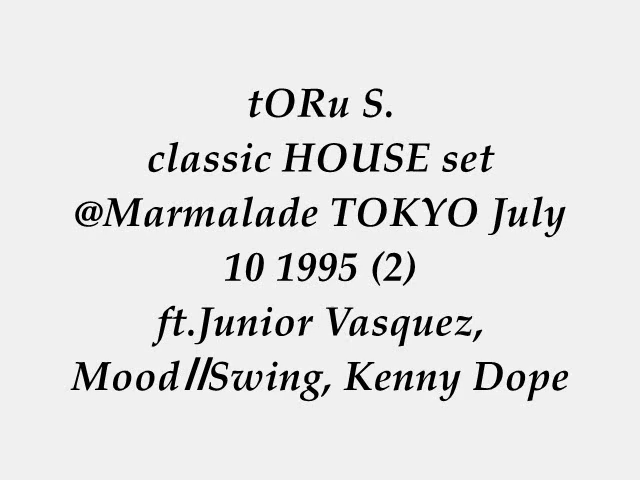 tORu S.
classic HOUSE set
@Marmalade TOKYO July
10 1995 (2)
ft.Junior Vasquez,
Mood//Swing, Kenny Dope